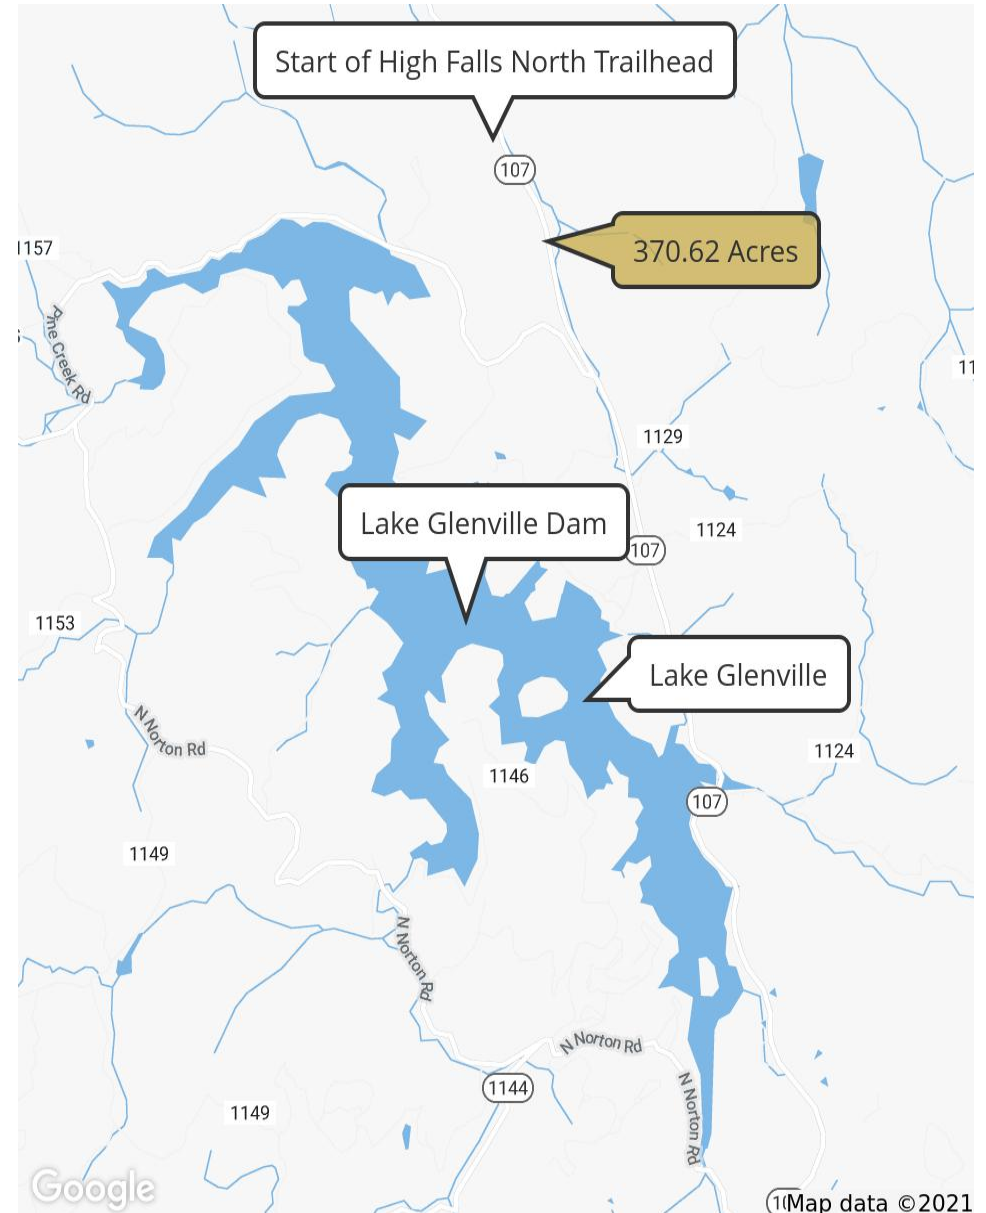 Start of High Falls North Trailhead
107
1157
370.62 Acres
Pine Creek Rd
11
1129
Lake Glenville Dam
1124
107
1153
Lake Glenville
N Norton Rd
1124
1146
107
1149
N Norton Rd
N Norton Rd
1144
N Norton Rd
1149
Google
Map data ©2021